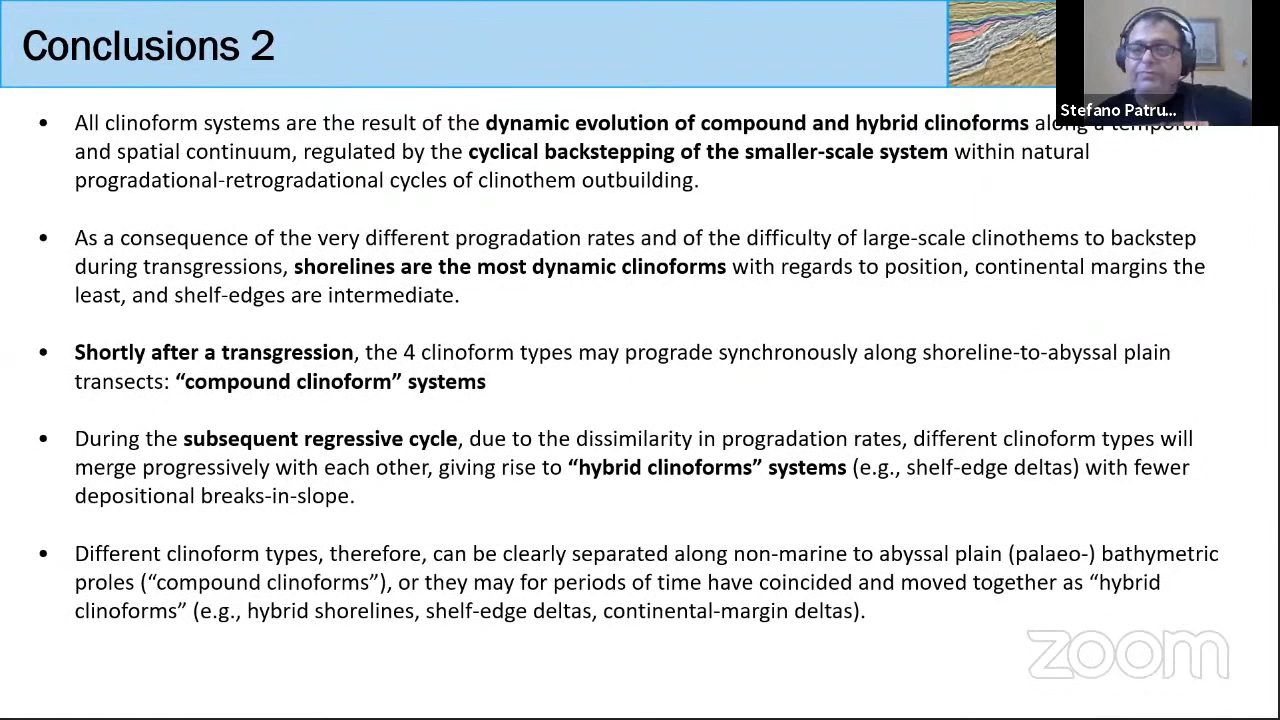 Conclusions 2
Stefano Patru...
• All clinoform systems are the result of the dynamic evolution of compound and hybrid clinoforms along a temporal
and spatial continuum, regulated by the cyclical backstepping of the smaller-scale system within natural
progradational-retrogradational cycles of clinothem outbuilding.
• As a consequence of the very different progradation rates and of the difficulty of large-scale clinothems to backstep
during transgressions, shorelines are the most dynamic clinoforms with regards to position, continental margins the
least, and shelf-edges are intermediate.
• Shortly after a transgression, the 4 clinoform types may prograde synchronously along shoreline-to-abyssal plain
transects: “compound clinoform” systems
• During the subsequent regressive cycle, due to the dissimilarity in progradation rates, different clinoform types will
merge progressively with each other, giving rise to “hybrid clinoforms” systems (e.g., shelf-edge deltas) with fewer
depositional breaks-in-slope.
• Different clinoform types, therefore, can be clearly separated along non-marine to abyssal plain (palaeo-) bathymetric
proles (“compound clinoforms”), or they may for periods of time have coincided and moved together as “hybrid
clinoforms” (e.g., hybrid shorelines, shelf-edge deltas, continental-margin deltas).
zoom